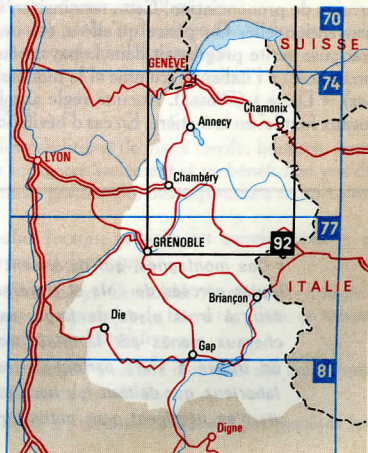 70
SUISSE
GENÈVE
74
Chamonix
Annecy
LYON
Chambéry
77
GRENOBLE
92
ITALIE
Briançon
Die
Gap
81
Digne